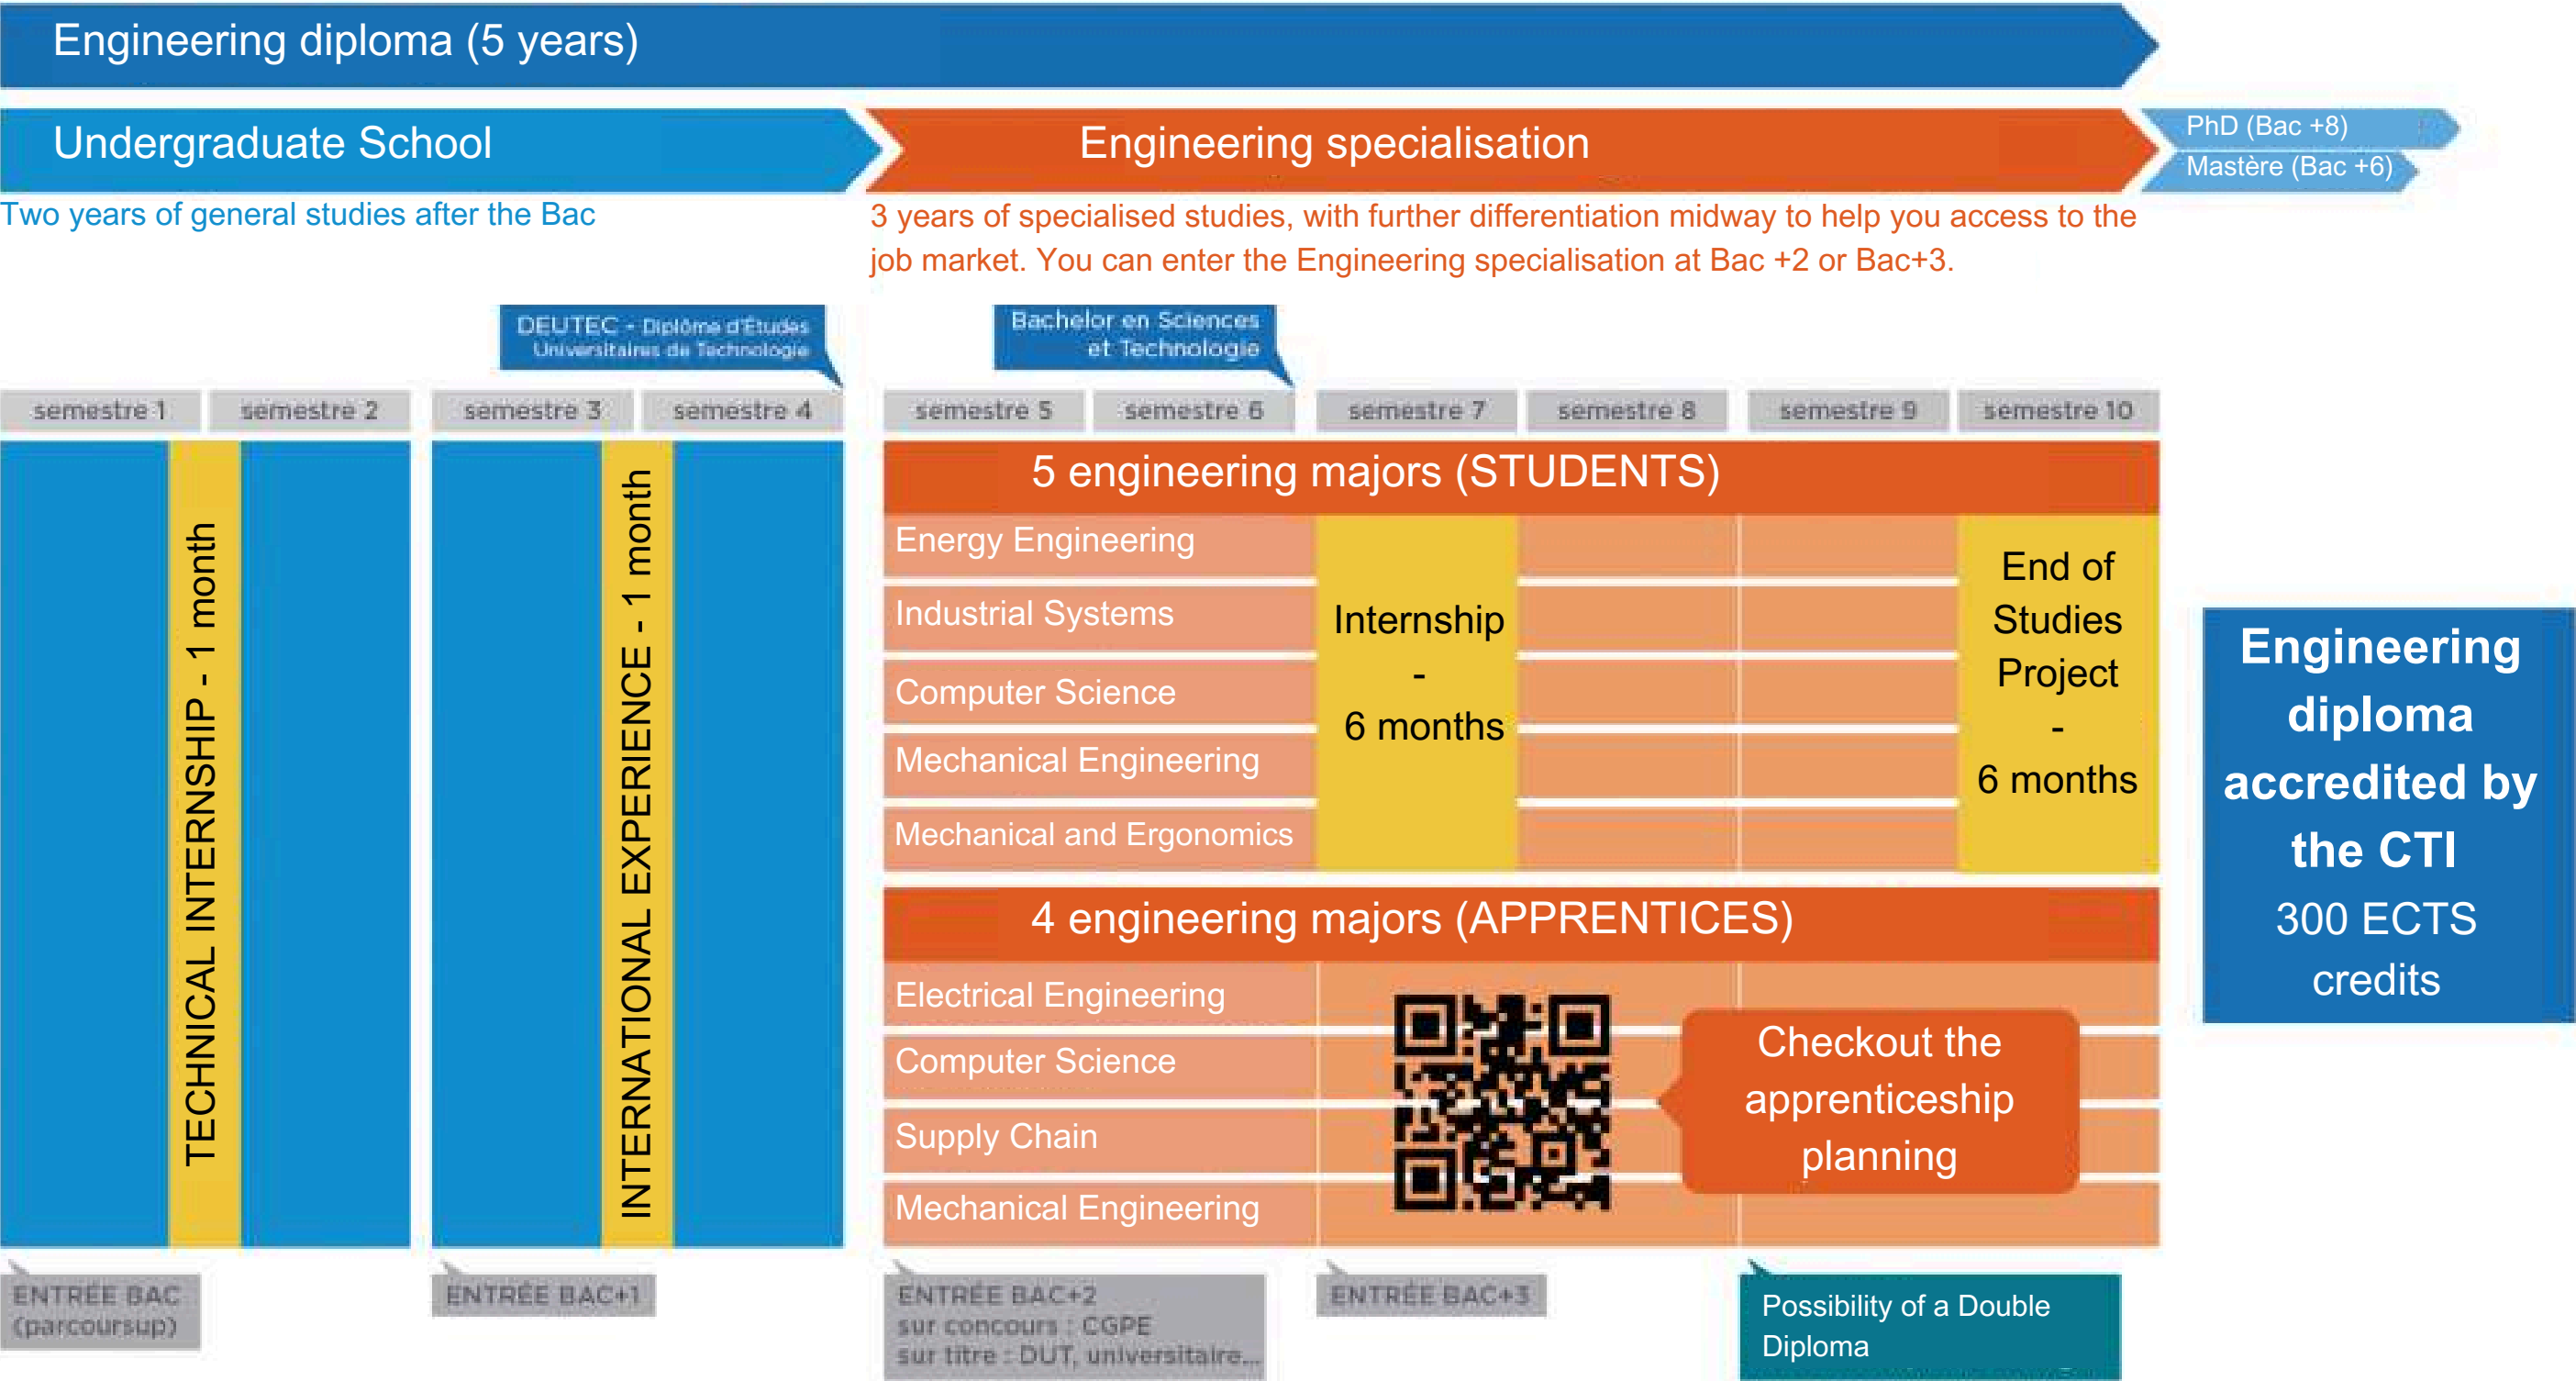 Engineering diploma (5 years)
Undergraduate School
Engineering specialisation
PhD (Bac +8)
Mastère (Bac +6)
Two years of general studies after the Bac
3 years of specialised studies, with further differentiation midway to help you access to the
job market. You can enter the Engineering specialisation at Bac +2 or Bac+3.
DEUTEC - Diplôme d'Études
Universitaires de Technologie
Bachelor en Sciences
et Technologie
semestre 1
semestre 2
semestre 3
semestre 4
semestre 5
semestre 6
semestre 7
semestre 8
semestre 9
semestre 10
TECHNICAL INTERNSHIP - 1 month
INTERNATIONAL EXPERIENCE - 1 month
5 engineering majors (STUDENTS)
Energy Engineering
Industrial Systems
Computer Science
Mechanical Engineering
Mechanical and Ergonomics
Internship
-
6 months
End of
Studies
Project
-
6 months
4 engineering majors (APPRENTICES)
Electrical Engineering
Computer Science
Supply Chain
Mechanical Engineering
Checkout the
apprenticeship
planning
Engineering
diploma
accredited by
the CTI
300 ECTS
credits
ENTRÉE BAC
(parcoursup)
ENTRÉE BAC+1
ENTRÉE BAC+2
sur concours : CGPE
sur titre : DUT, universitaire...
ENTRÉE BAC+3
Possibility of a Double
Diploma